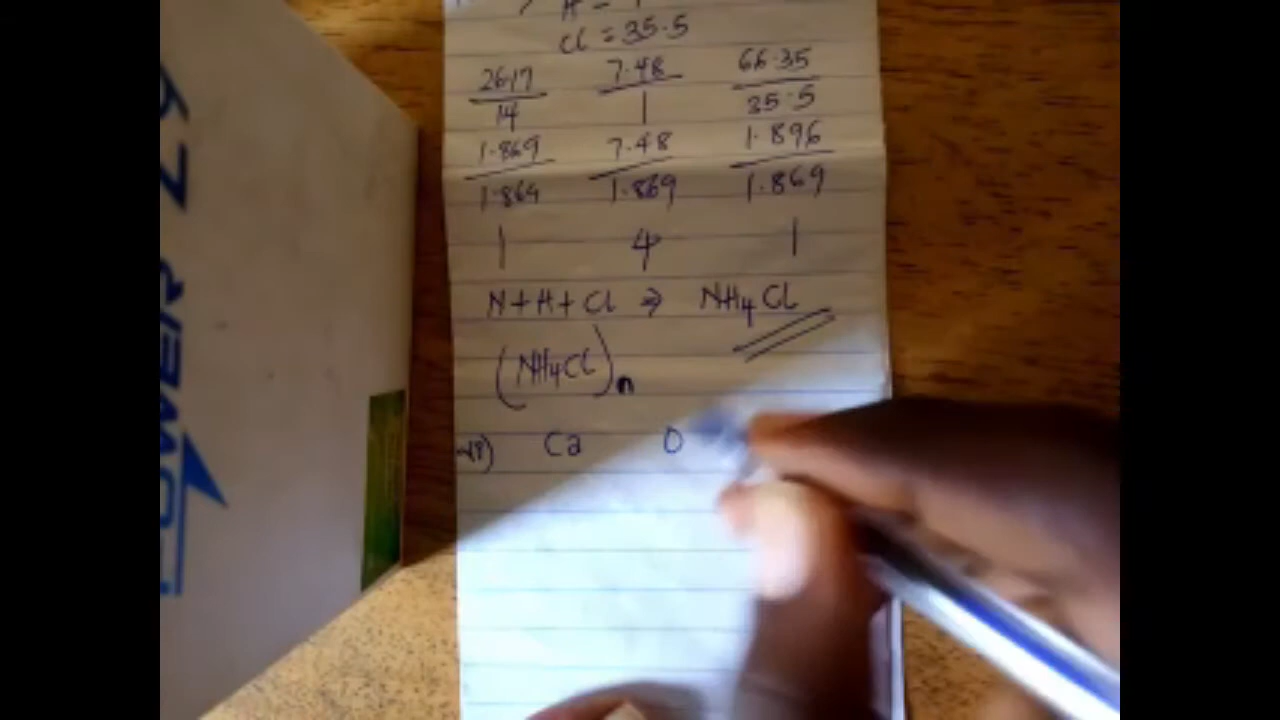 Cl = 35.5
26.17 7.48 66.35
14 1 35.5
1.869 7.48 1.896
1.869 1.869 1.869
1 4 1
N+H+Cl ⇒ NH4Cl
(NH4Cl)n
Ca O